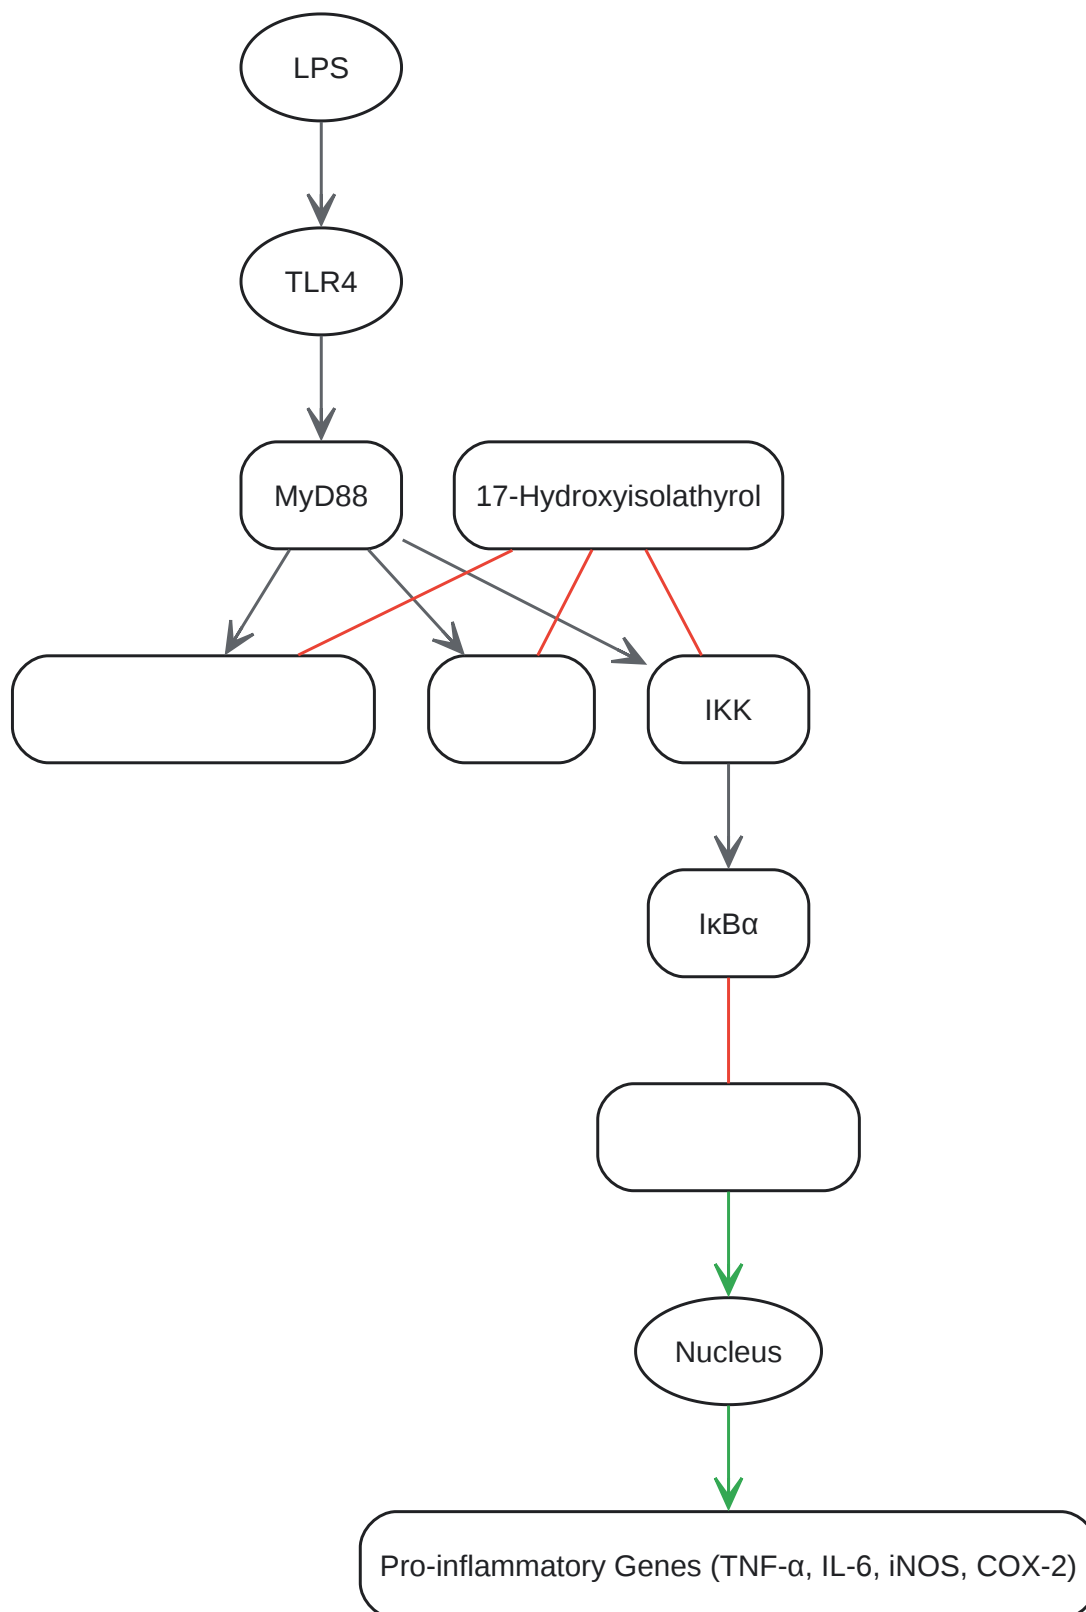 LPS
TLR4
MyD88
17-Hydroxyisolathyrol
IKK
IκBα
Nucleus
Pro-inflammatory Genes (TNF-α, IL-6, iNOS, COX-2)